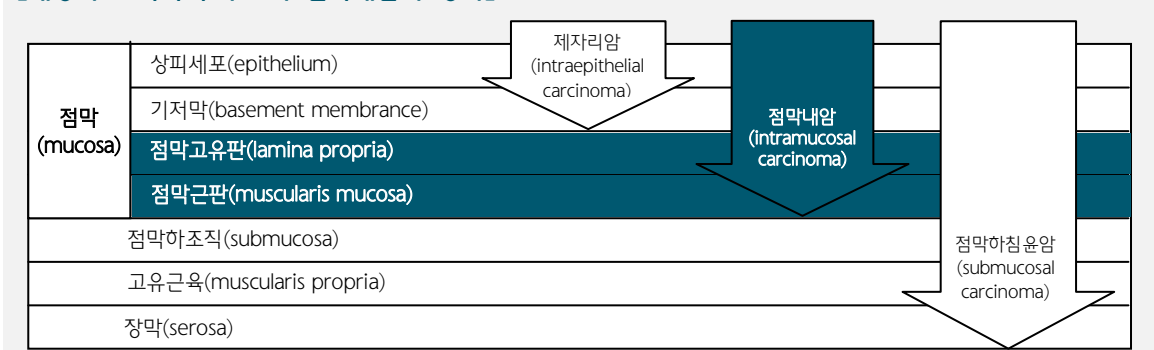 제자리암
(intraepithelial
carcinoma)
상피세포(epithelium)
기저막(basement membrance)
점막
(mucosa)
점막내암
(intramucosal
carcinoma)
점막고유판(lamina propria)
점막근판(muscularis mucosa)
점막하조직(submucosa)
점막하침윤암
(submucosal
carcinoma)
고유근육(muscularis propria)
장막(serosa)